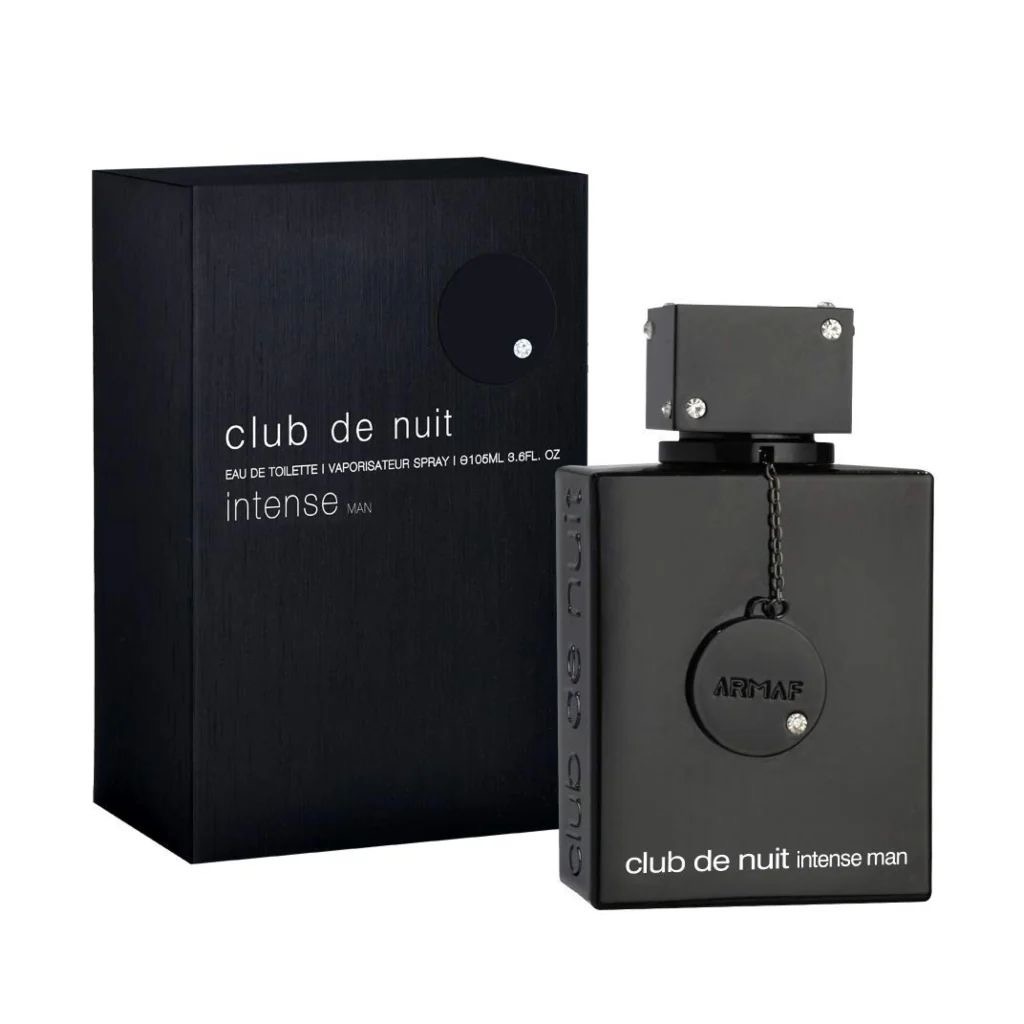 club de nuit
EAU DE TOILETTE I VAPORISATEUR SPRAY I ℮105ML 3.6FL. OZ
intense MAN
club de nuit
ARMAF
club de nuit intense man